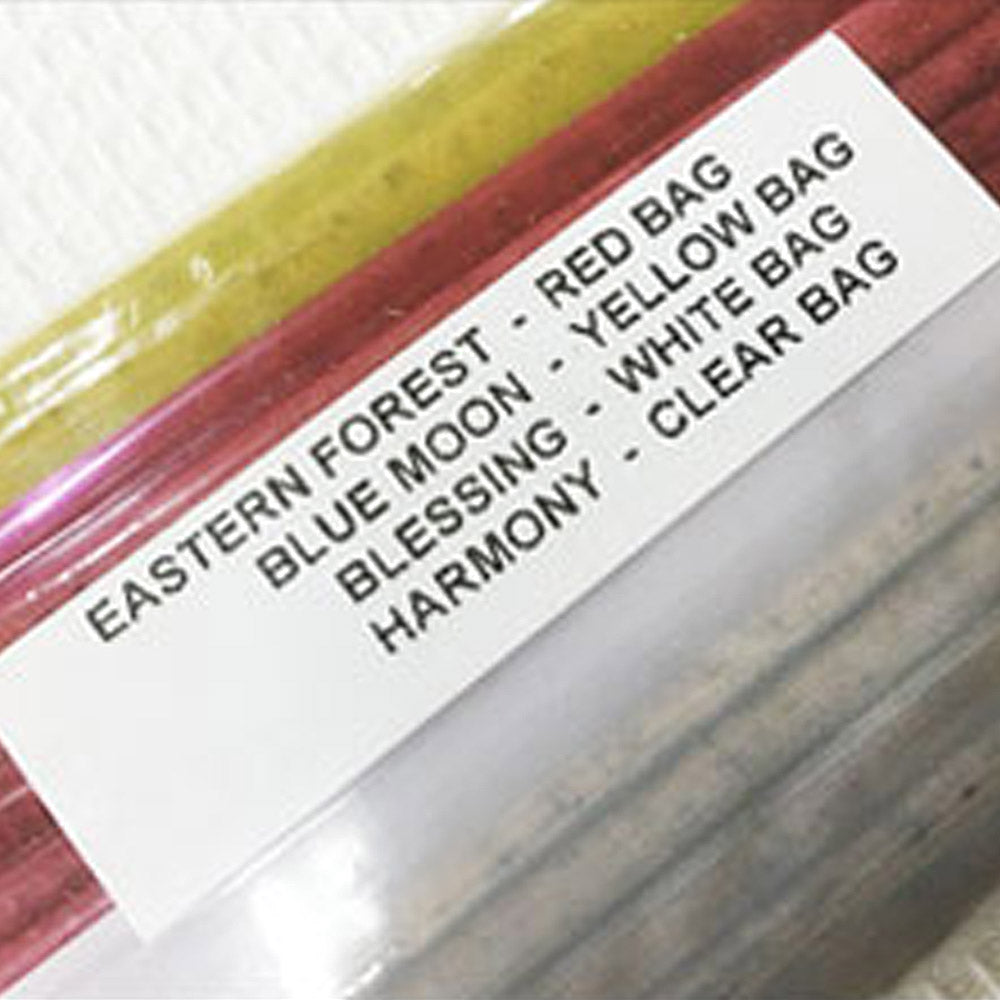 EASTERN FOREST - RED BAG
BLUE MOON - YELLOW BAG
BLESSING - WHITE BAG
HARMONY - CLEAR BAG